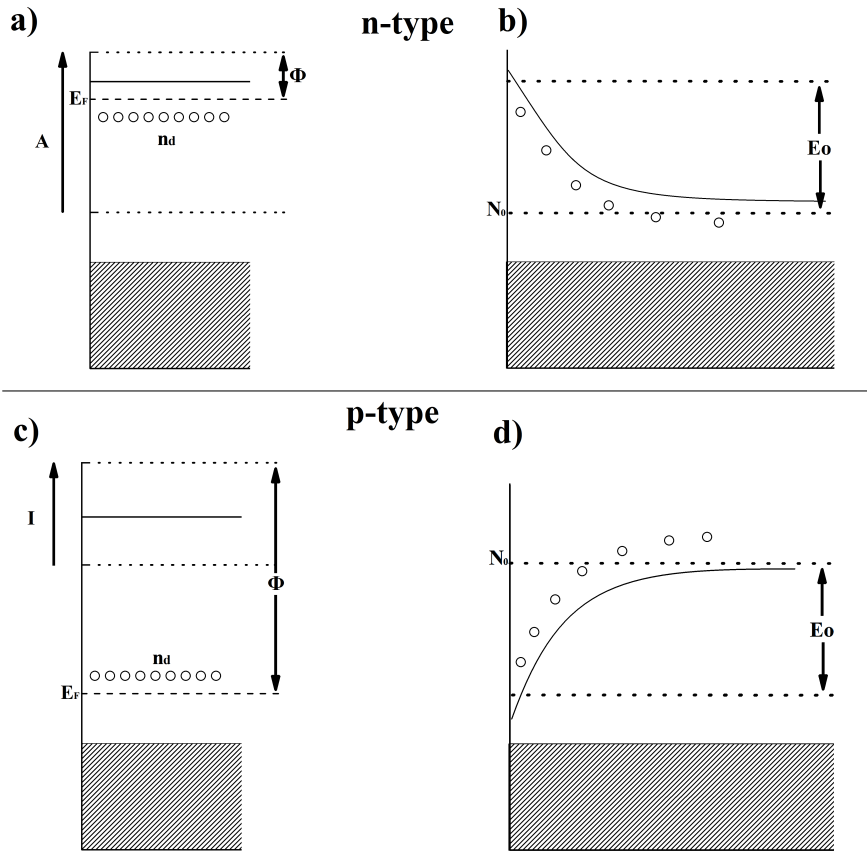 a)
n-type
b)
Φ
EF
A
nd
Eo
N0
c)
p-type
d)
I
N0
Φ
nd
Eo
EF